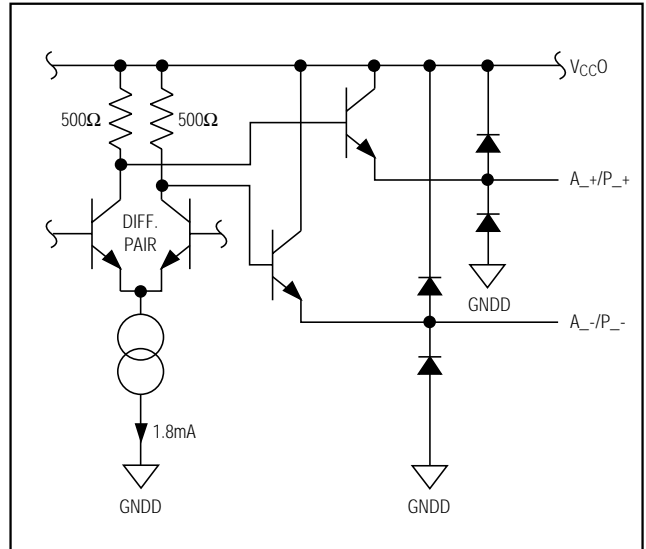 VCCO
500Ω
500Ω
A_+/P_+
DIFF.
PAIR
GNDD
A_-/P_-
1.8mA
GNDD
GNDD